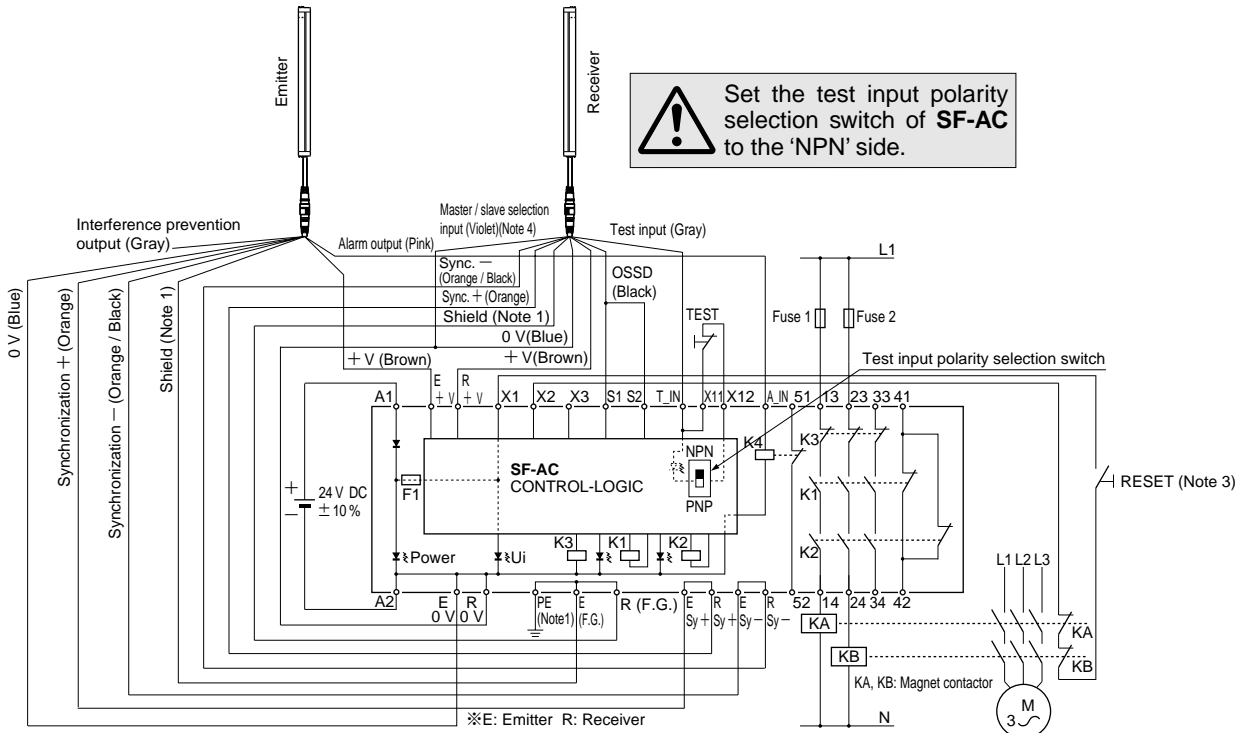 Emitter
Receiver
Set the test input polarity
selection switch of SF-AC
to the ‘NPN’ side.
Interference prevention
output (Gray)
Master / slave selection
input (Violet)(Note 4)
Test input (Gray)
Alarm output (Pink)
L1
Sync. −
(Orange / Black)
Sync. + (Orange)
OSSD
(Black)
Shield (Note 1)
0 V(Blue)
TEST
Fuse 1
Fuse 2
0 V (Blue)
Synchronization + (Orange)
Synchronization − (Orange / Black)
Shield (Note 1)
+ V (Brown)
+ V(Brown)
Test input polarity selection switch
A1
E
+ V
R
+ V
X1
X2
X3
S1
S2
T_IN
X11
X12
A_IN
51
13
23
33
41
K4
K3
NPN
PNP
SF-AC
CONTROL-LOGIC
F1
+
−
24 V DC
± 10 %
K1
K2
RESET (Note 3)
Power
Ui
K3
K1
K2
L1 L2 L3
A2
E
0 V
R
0 V
PE
(Note1)
E
(F.G.)
R (F.G.)
E
Sy+
R
Sy+
E
Sy−
R
Sy−
52
14
24
34
42
KA
KA
KB
KB
KA, KB: Magnet contactor
M
3
N
※E: Emitter R: Receiver